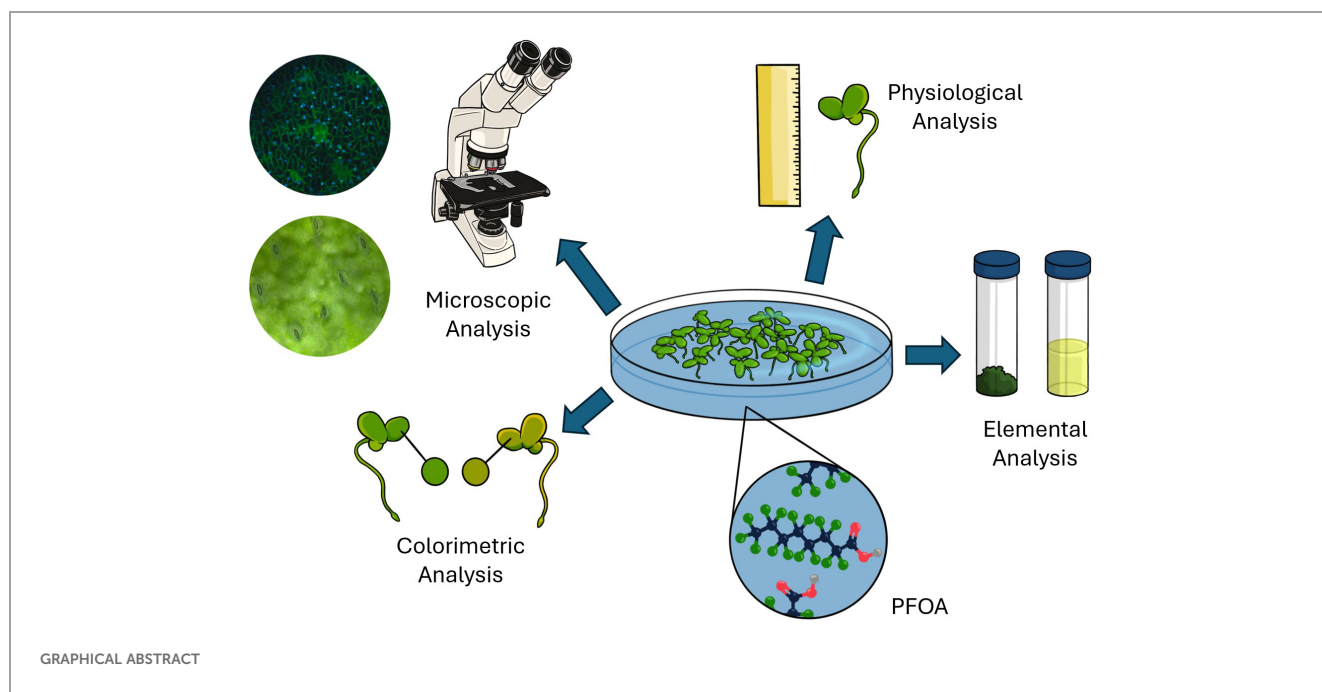 Physiological
Analysis
Microscopic
Analysis
Elemental
Analysis
Colorimetric
Analysis
PFOA
GRAPHICAL ABSTRACT